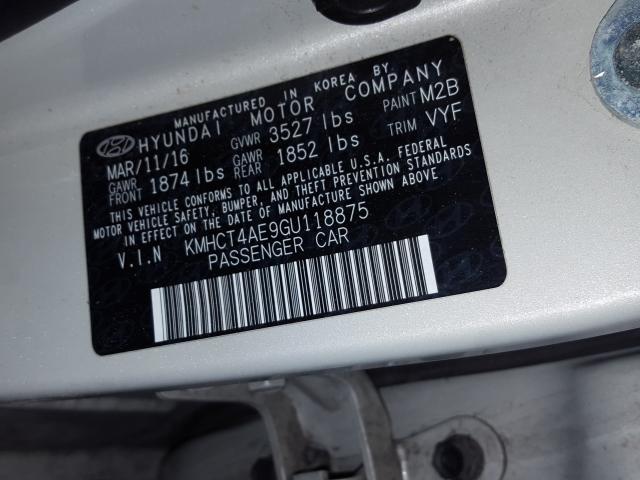 MANUFACTURED IN KOREA BY
HYUNDAI MOTOR COMPANY
MAR/11/16 GVWR 3527 lbs PAINT M2B
GAWR FRONT 1874 lbs GAWR REAR 1852 lbs TRIM VYF
THIS VEHICLE CONFORMS TO ALL APPLICABLE U.S.A. FEDERAL
MOTOR VEHICLE SAFETY, BUMPER, AND THEFT PREVENTION STANDARDS
IN EFFECT ON THE DATE OF MANUFACTURE SHOWN ABOVE.
V.I.N KMHCT4AE9GU118875
PASSENGER CAR